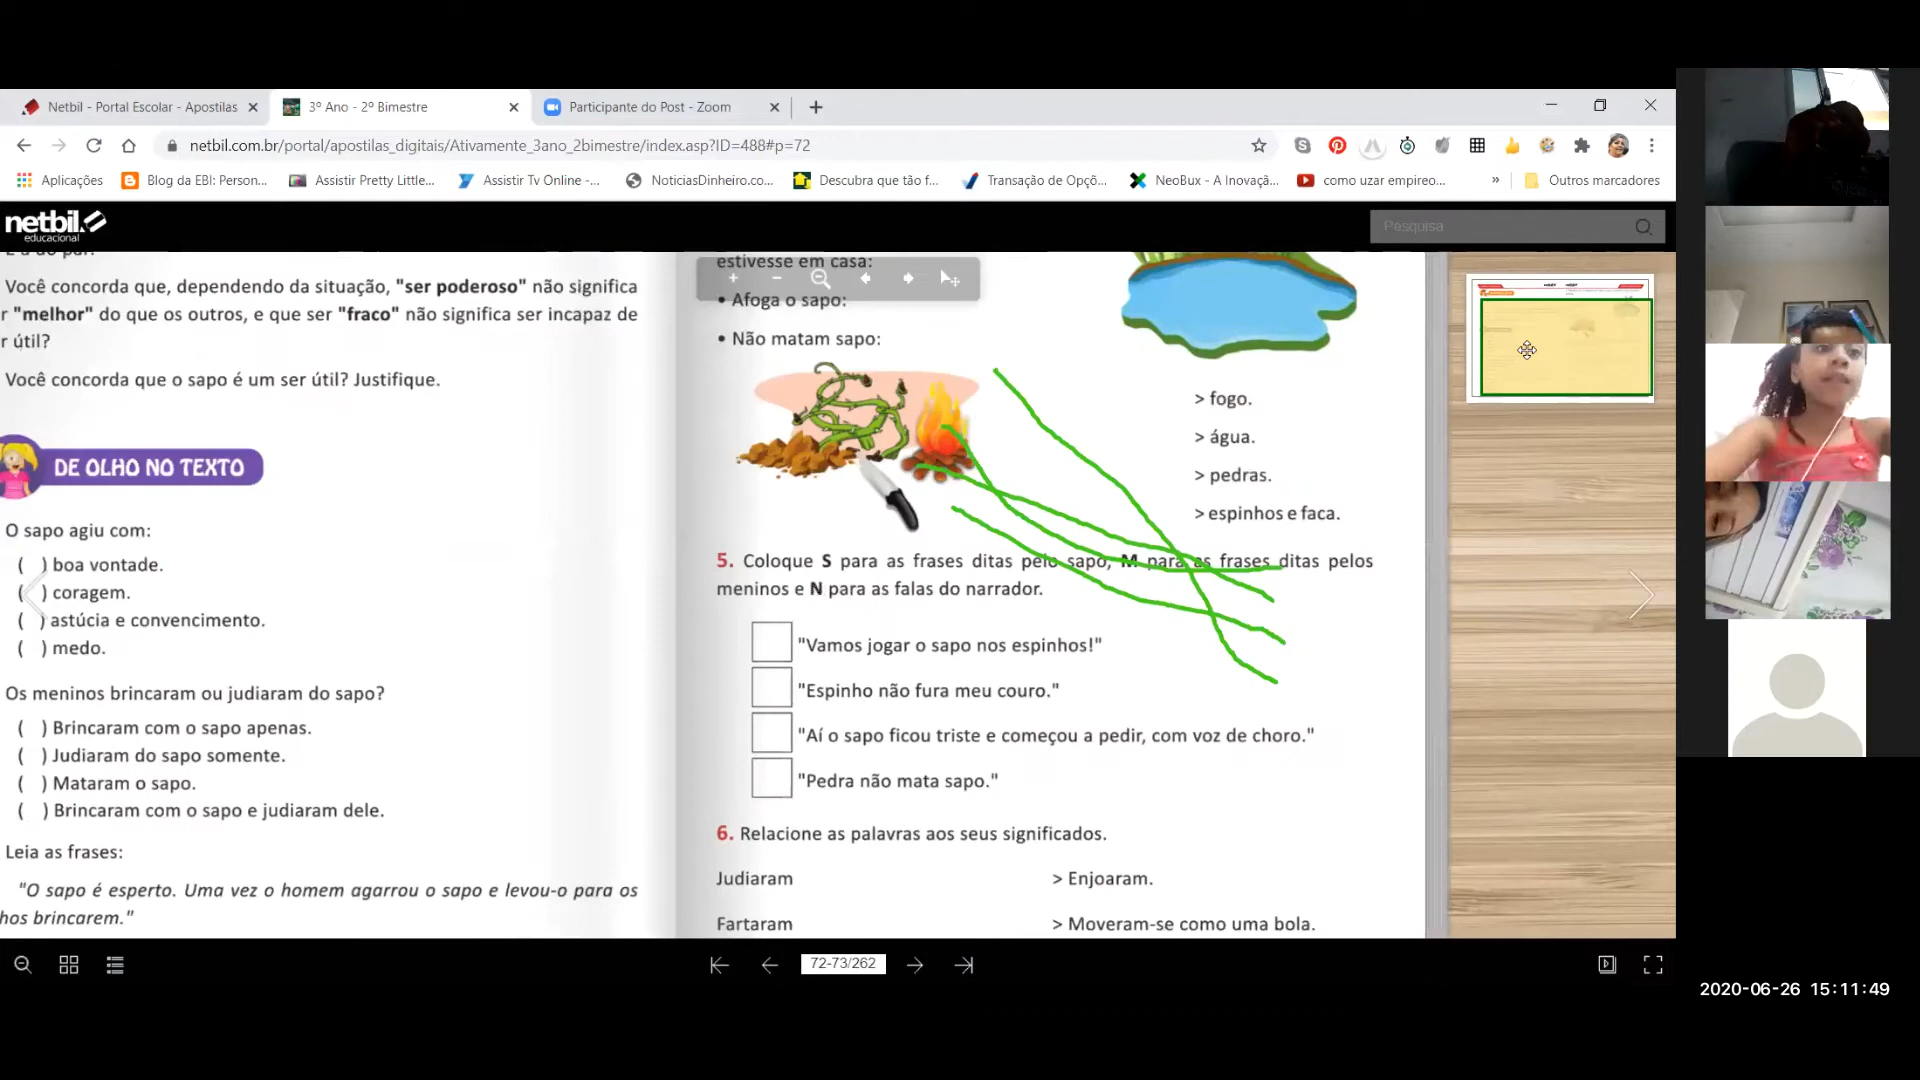 Netbil - Portal Escolar - Apostilas
3º Ano - 2º Bimestre
Participante do Post - Zoom
netbil.com.br/portal/apostilas_digitais/Ativamente_3ano_2bimestre/index.asp?ID=488#p=72
Aplicações
Blog da EBI: Person...
Assistir Pretty Little...
Assistir Tv Online -...
NoticiasDinheiro.co...
Descubra que tão f...
Transação de Opçõ...
NeoBux - A Inovaçã...
como uzar empireo...
»
Outros marcadores
netbil
educacional
Pesquisa
Você concorda que, dependendo da situação, "ser poderoso" não significa
r "melhor" do que os outros, e que ser "fraco" não significa ser incapaz de
r útil?
Você concorda que o sapo é um ser útil? Justifique.
DE OLHO NO TEXTO
O sapo agiu com:
( ) boa vontade.
( ) coragem.
( ) astúcia e convencimento.
( ) medo.
Os meninos brincaram ou judiaram do sapo?
( ) Brincaram com o sapo apenas.
( ) Judiaram do sapo somente.
( ) Mataram o sapo.
( ) Brincaram com o sapo e judiaram dele.
Leia as frases:
"O sapo é esperto. Uma vez o homem agarrou o sapo e levou-o para os
hos brincarem."
estivesse em casa:
• Afoga o sapo:
• Não matam sapo:
> fogo.
> água.
> pedras.
> espinhos e faca.
5. Coloque S para as frases ditas pelo sapo, M para as frases ditas pelos
meninos e N para as falas do narrador.
"Vamos jogar o sapo nos espinhos!"
"Espinho não fura meu couro."
"Aí o sapo ficou triste e começou a pedir, com voz de choro."
"Pedra não mata sapo."
6. Relacione as palavras aos seus significados.
Judiaram
> Enjoaram.
Fartaram
> Moveram-se como uma bola.
72-73/262
2020-06-26 15:11:49